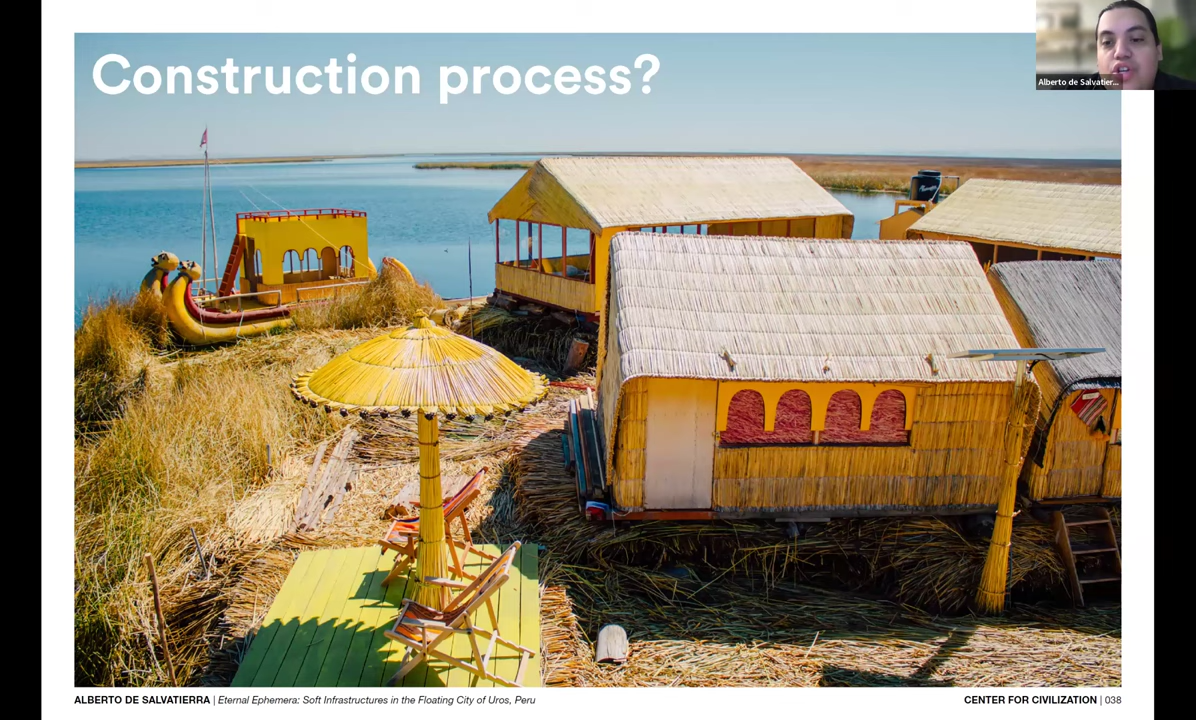 Construction process?
Alberto de Salvatier...
ALBERTO DE SALVATIERRA | Eternal Ephemera: Soft Infrastructures in the Floating City of Uros, Peru
CENTER FOR CIVILIZATION | 038